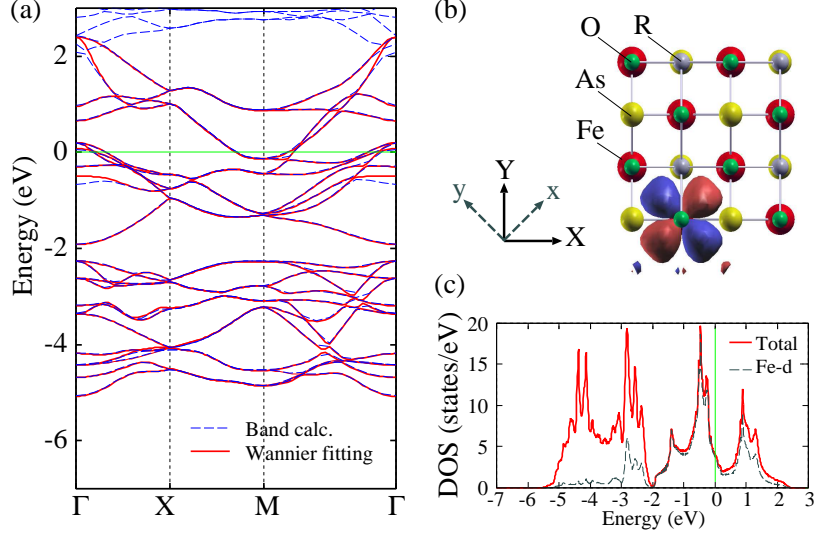 (a)
Energy (eV)
2
0
-2
-4
-6
Band calc.
Wannier fitting
Γ X M Γ
(b)
O R
As
Fe
Y
y x
X
(c)
DOS (states/eV)
20
15
10
5
0
Total
Fe-d
-7 -6 -5 -4 -3 -2 -1 0 1 2 3
Energy (eV)